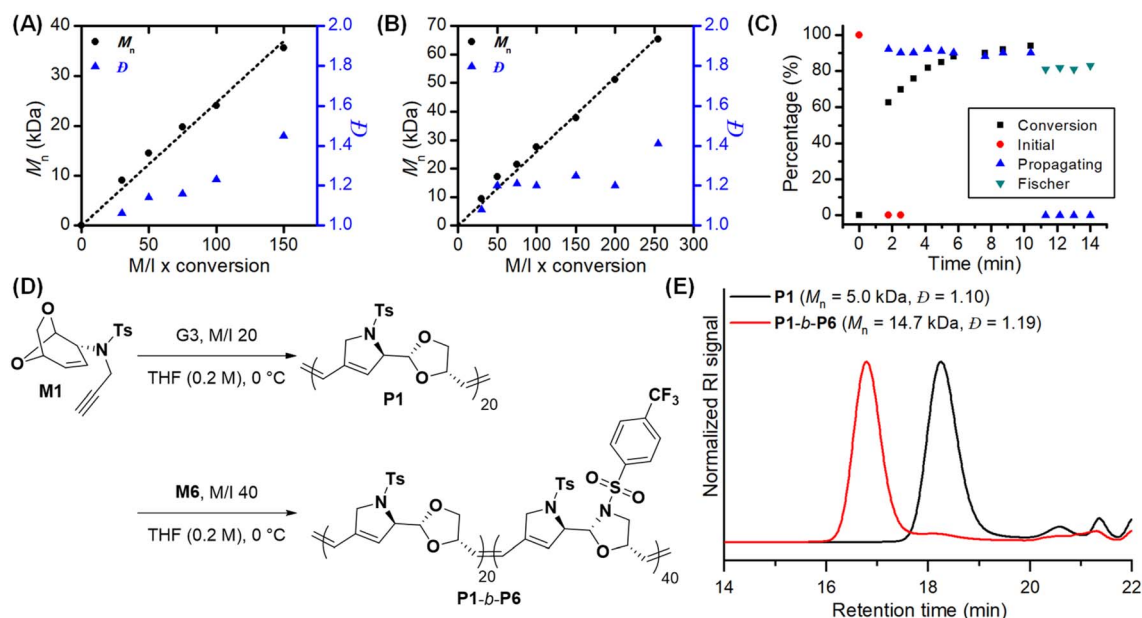 (A)
40
30
20
10
0
Mn (kDa)
Mn
Đ
2.0
1.8
1.6
1.4
1.2
1.0
Đ
0 50 100 150
M/I x conversion
(B)
70
60
50
40
30
20
10
0
Mn (kDa)
Mn
Đ
2.0
1.8
1.6
1.4
1.2
1.0
Đ
0 50 100 150 200 250 300
M/I x conversion
(C)
100
80
60
40
20
0
Percentage (%)
Conversion
Initial
Propagating
Fischer
0 2 4 6 8 10 12 14
Time (min)
(D)
O
O
Ts
N
M1
G3, M/I 20
THF (0.2 M), 0 °C
Ts
N
O
O
20
P1
M6, M/I 40
THF (0.2 M), 0 °C
Ts
N
O
O
20
CF3
O
S
O
Ts
N
N
O
40
P1-b-P6
(E)
P1 (Mn = 5.0 kDa, Đ = 1.10)
P1-b-P6 (Mn = 14.7 kDa, Đ = 1.19)
Normalized RI signal
14 16 18 20 22
Retention time (min)